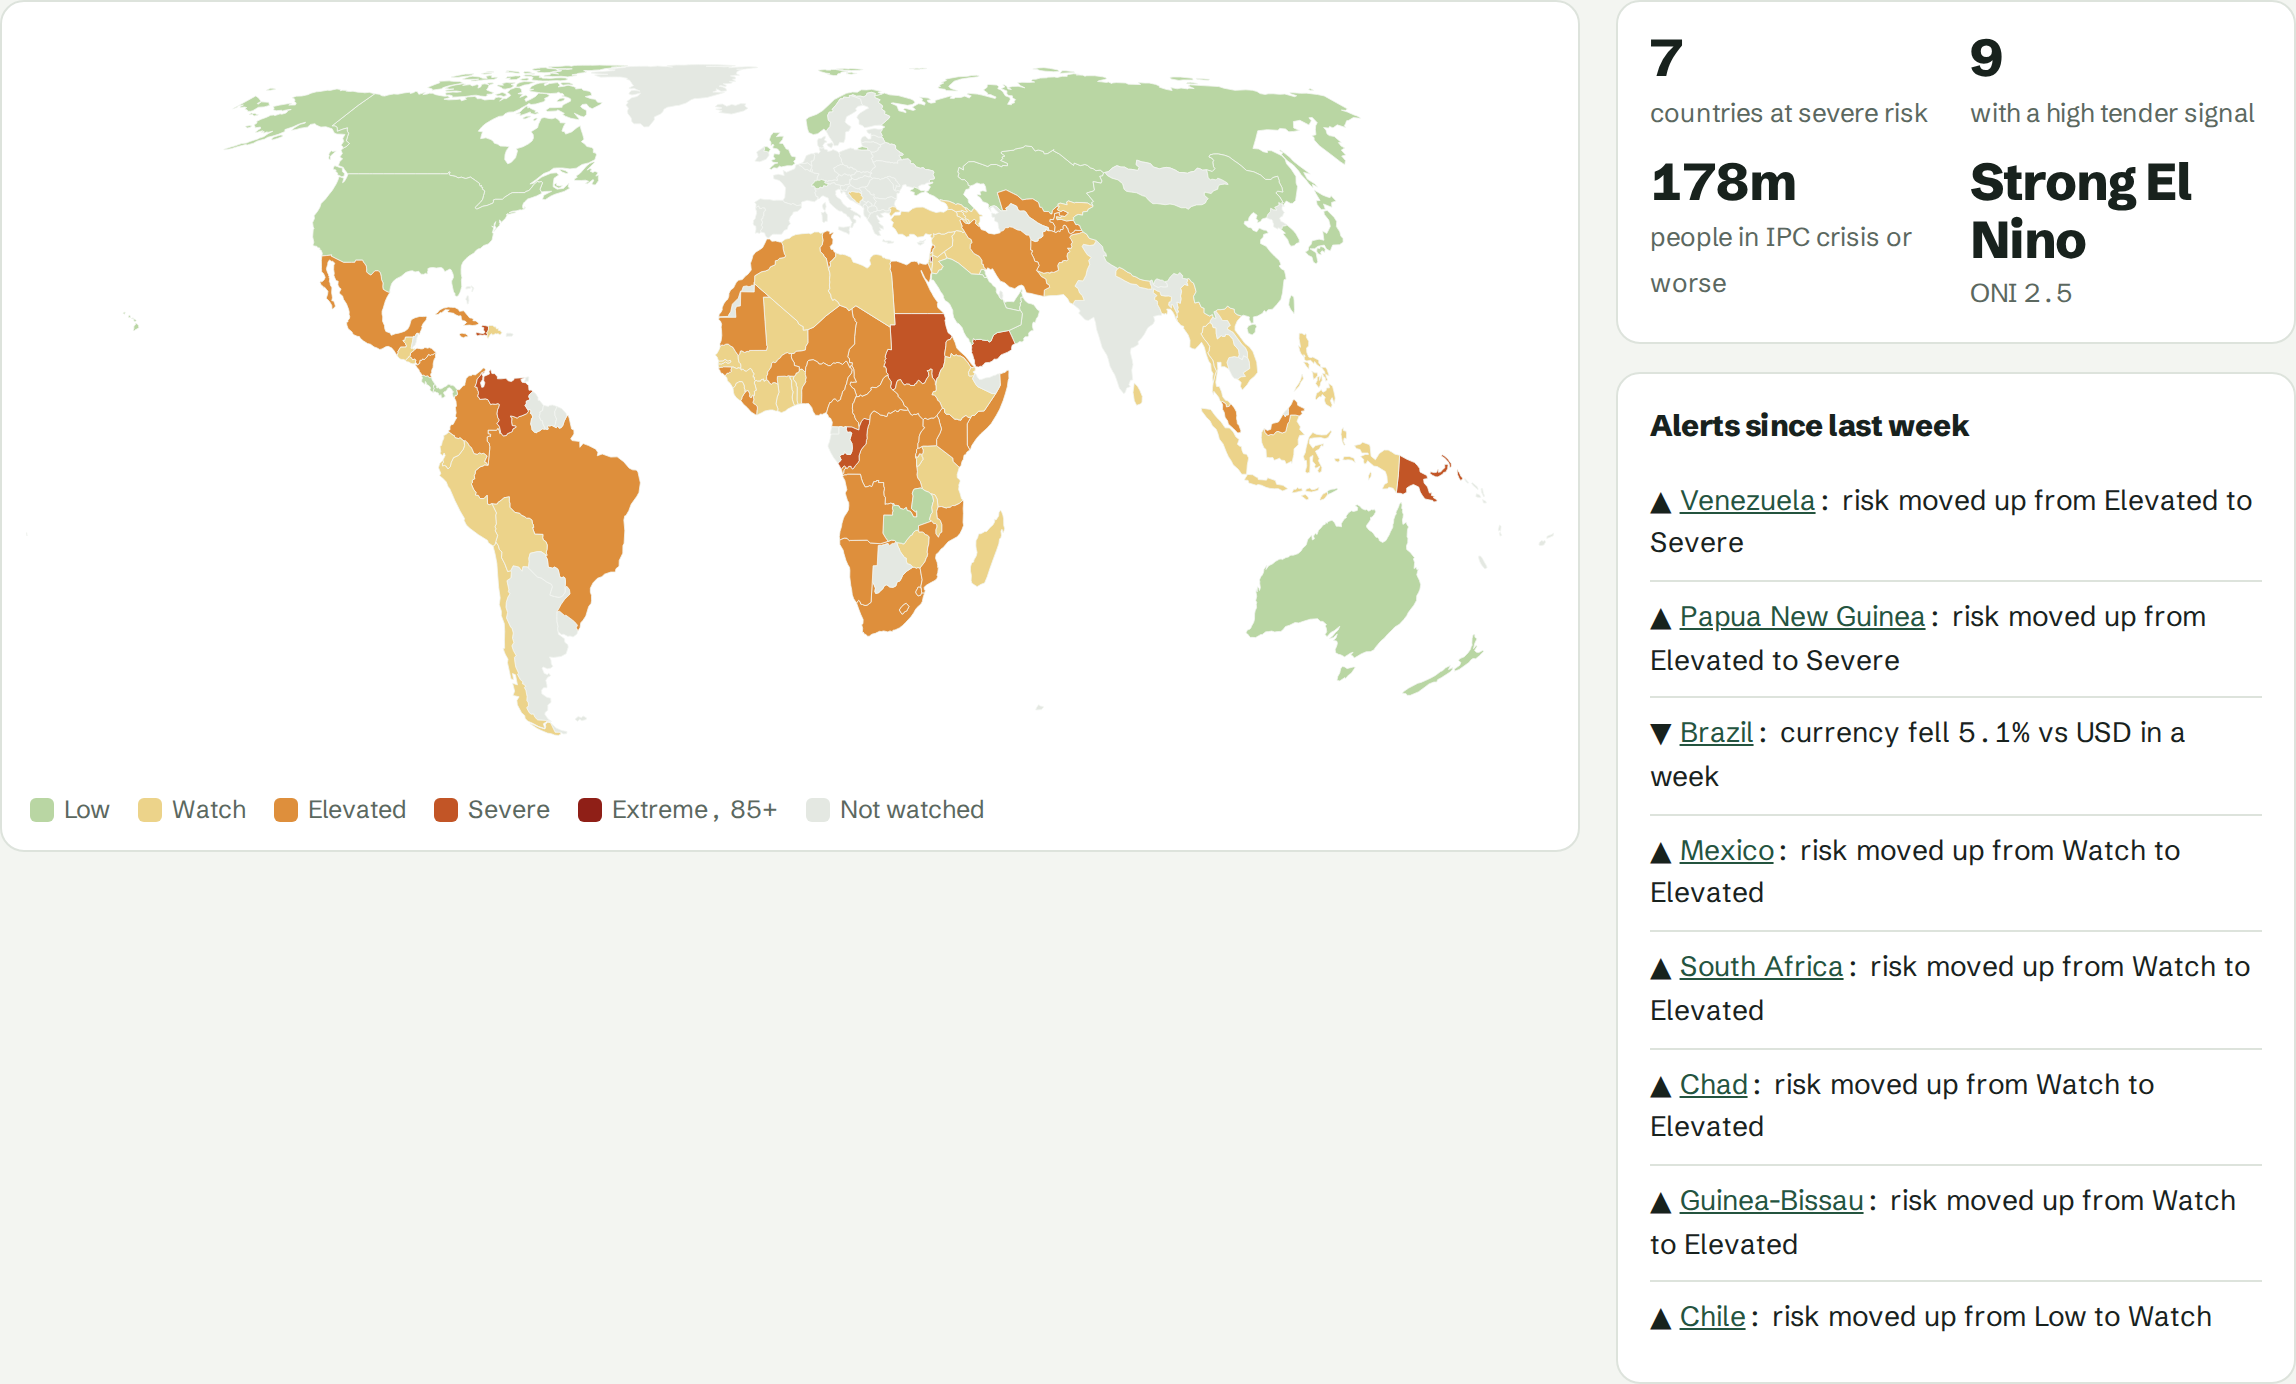 Low
Watch
Elevated
Severe
Extreme, 85+
Not watched
7
countries at severe risk
9
with a high tender signal
178m
people in IPC crisis or
worse
Strong El
Nino
ONI 2.5
Alerts since last week
▲ Venezuela: risk moved up from Elevated to
Severe
▲ Papua New Guinea: risk moved up from
Elevated to Severe
▼ Brazil: currency fell 5.1% vs USD in a
week
▲ Mexico: risk moved up from Watch to
Elevated
▲ South Africa: risk moved up from Watch to
Elevated
▲ Chad: risk moved up from Watch to
Elevated
▲ Guinea-Bissau: risk moved up from Watch
to Elevated
▲ Chile: risk moved up from Low to Watch